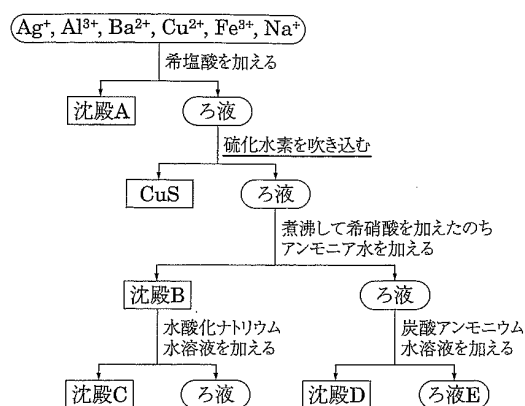 Ag⁺, Al³⁺, Ba²⁺, Cu²⁺, Fe³⁺, Na⁺
希塩酸を加える
沈殿A
ろ液
硫化水素を吹き込む
CuS
ろ液
煮沸して希硝酸を加えたのち
アンモニア水を加える
沈殿B
ろ液
水酸化ナトリウム
水溶液を加える
炭酸アンモニウム
水溶液を加える
沈殿C
ろ液
沈殿D
ろ液E